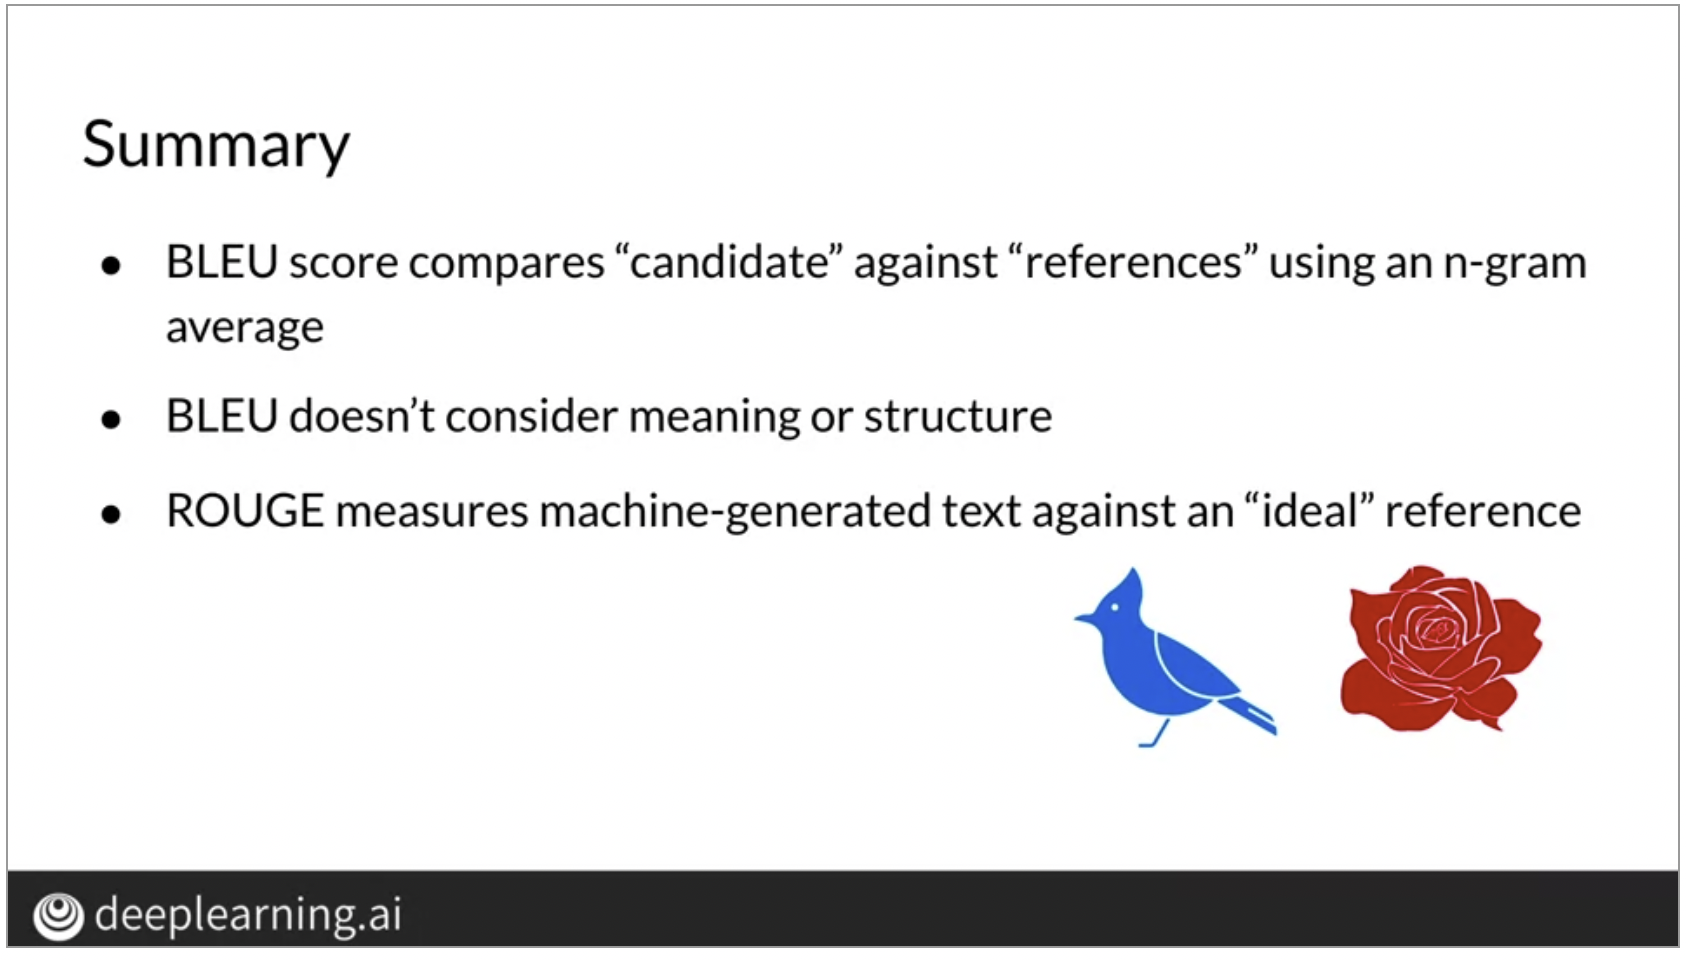 Summary
● BLEU score compares “candidate” against “references” using an n-gram
average
● BLEU doesn’t consider meaning or structure
● ROUGE measures machine-generated text against an “ideal” reference
deeplearning.ai